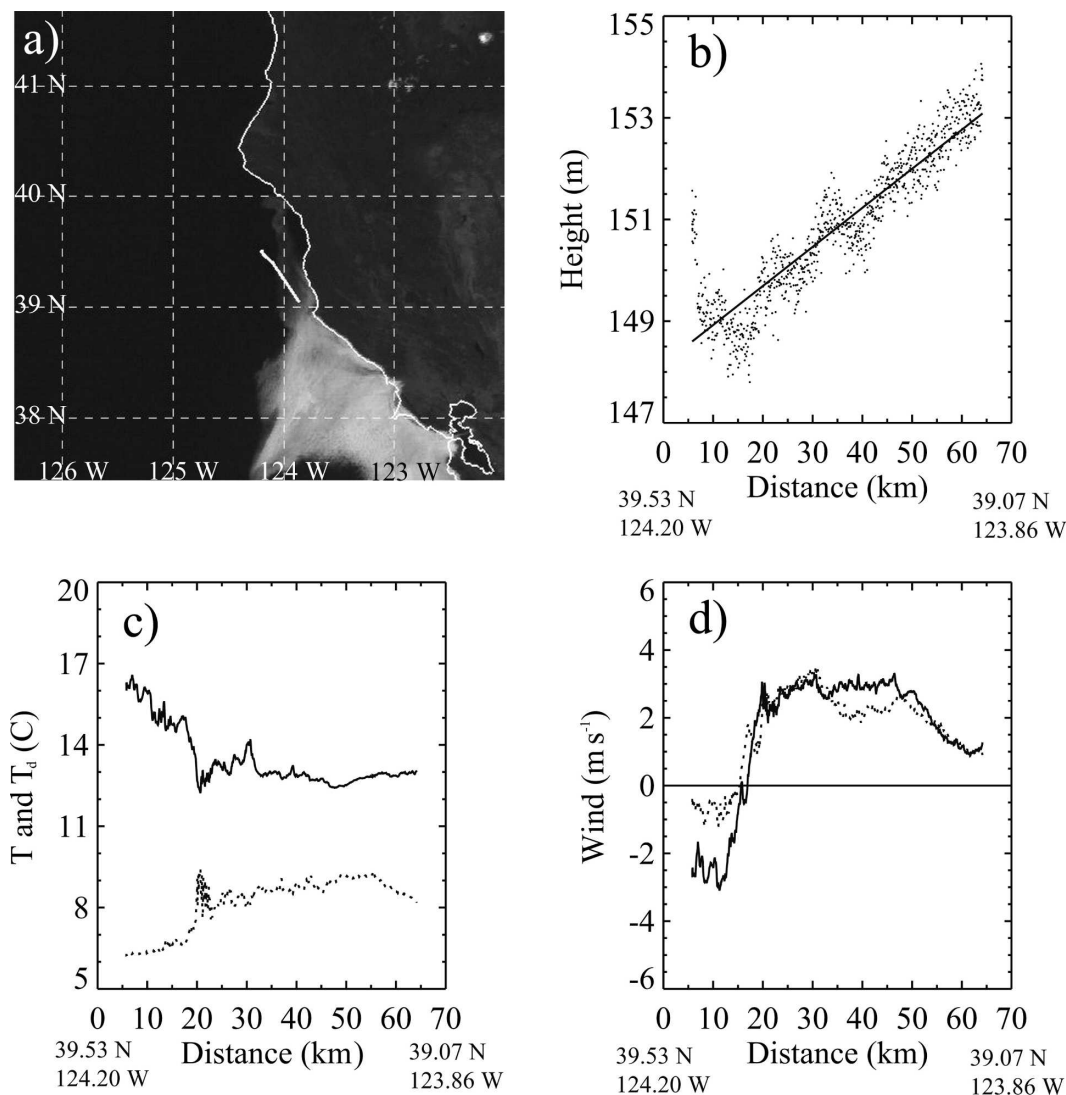 a)
41 N
40 N
39 N
38 N
126 W 125 W 124 W 123 W
b)
155
153
151
149
147
Height (m)
0 10 20 30 40 50 60 70
Distance (km)
39.53 N
124.20 W
39.07 N
123.86 W
c)
20
17
14
11
8
5
T and Td (C)
0 10 20 30 40 50 60 70
Distance (km)
39.53 N
124.20 W
39.07 N
123.86 W
d)
6
4
2
0
-2
-4
-6
Wind (m s-1)
0 10 20 30 40 50 60 70
Distance (km)
39.53 N
124.20 W
39.07 N
123.86 W